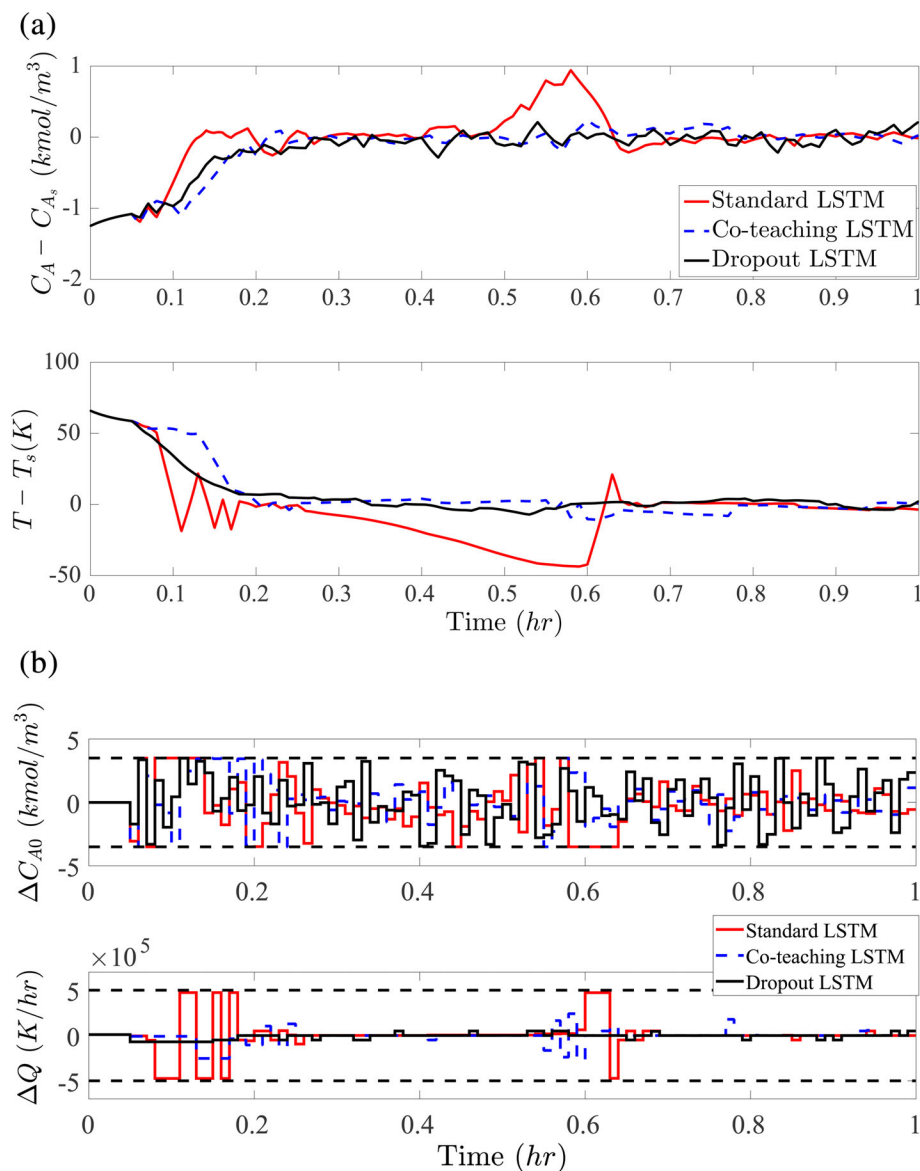 (a)
C_A − C_{A_s} (kmol/m^3)
1
0
-1
-2
0 0.1 0.2 0.3 0.4 0.5 0.6 0.7 0.8 0.9 1
Standard LSTM
Co-teaching LSTM
Dropout LSTM
T − T_s(K)
100
50
0
-50
0 0.1 0.2 0.3 0.4 0.5 0.6 0.7 0.8 0.9 1
Time (hr)
(b)
ΔC_{A0} (kmol/m^3)
5
0
-5
0 0.2 0.4 0.6 0.8 1
Standard LSTM
Co-teaching LSTM
Dropout LSTM
×10^5
ΔQ (K/hr)
5
0
-5
0 0.2 0.4 0.6 0.8 1
Time (hr)